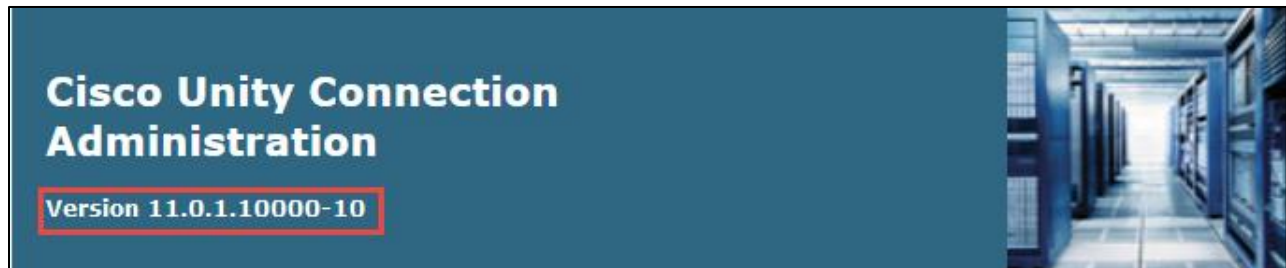 Cisco Unity Connection
Administration
Version 11.0.1.10000-10